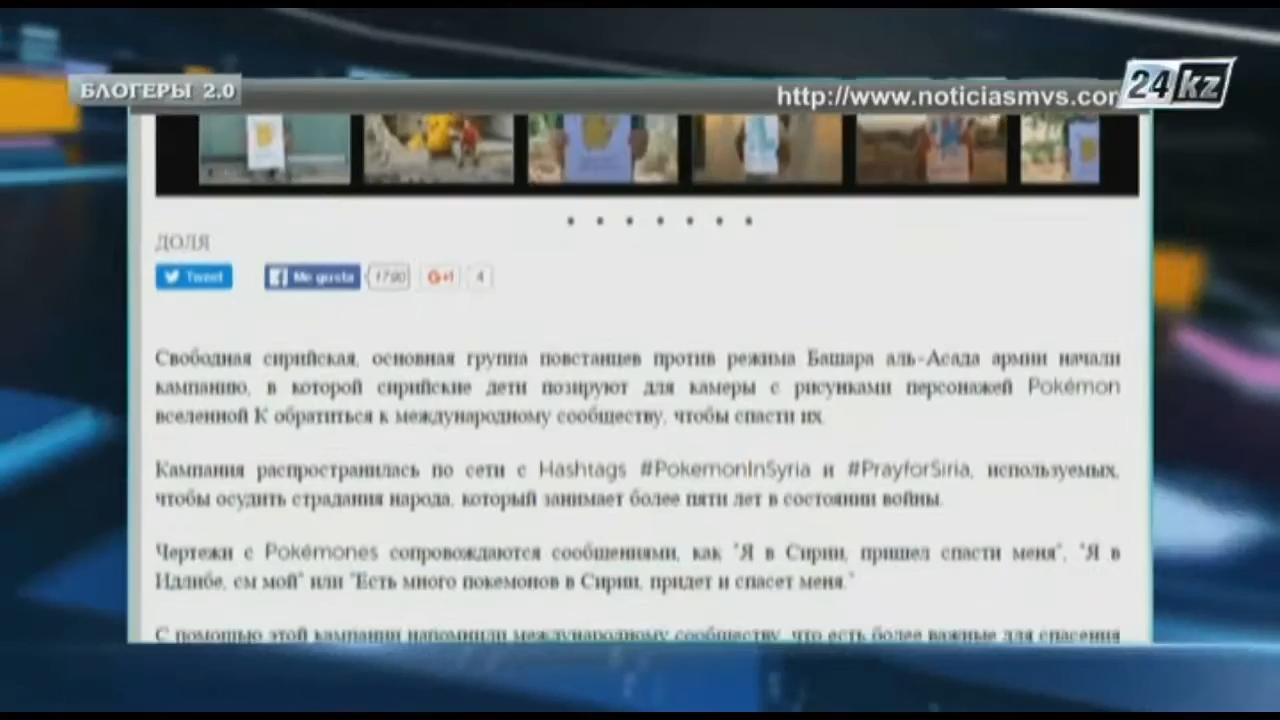 БЛОГЕРЫ 2.0
http://www.noticiasmvs.com
24kz
ДОЛЯ
Tweet
Me gusta 1790 G+1 4
Свободная сирийская, основная группа повстанцев против режима Башара аль-Асада армии начали
кампанию, в которой сирийские дети позируют для камеры с рисунками персонажей Pokémon
вселенной К обратиться к международному сообществу, чтобы спасти их.
Кампания распространилась по сети с Hashtags #PokemonInSyria и #PrayforSiria, используемых,
чтобы осудить страдания народа, который занимает более пяти лет в состоянии войны.
Чертежи с Pokémones сопровождаются сообщениями, как "Я в Сирии, пришел спасти меня", "Я в
Идлибе, см мой" или "Есть много покемонов в Сирии, придет и спасет меня."
С помощью этой кампании напомнили международному сообществу, что есть более важные для спасения